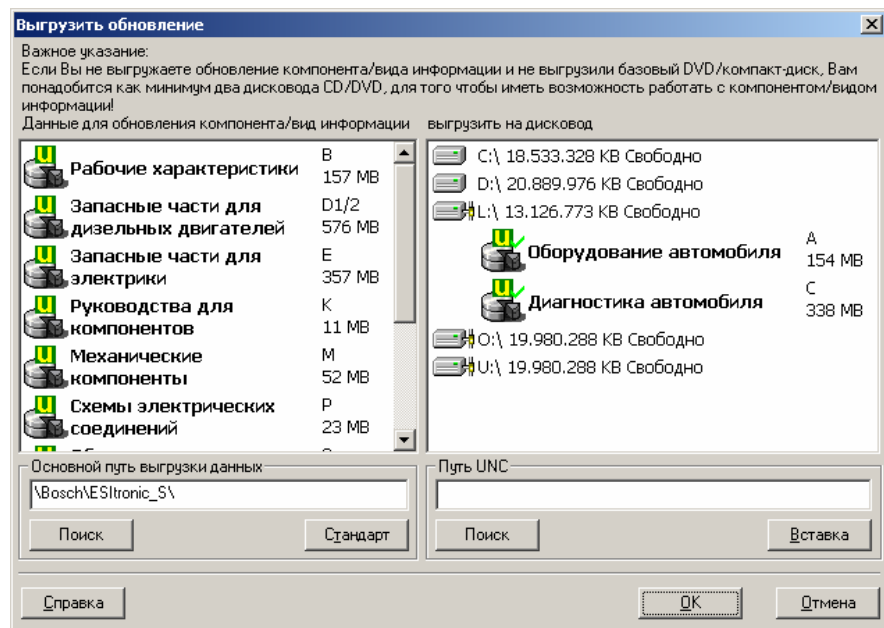 Выгрузить обновление
Важное указание:
Если Вы не выгружаете обновление компонента/вида информации и не выгрузили базовый DVD/компакт-диск, Вам
понадобится как минимум два дисковода CD/DVD, для того чтобы иметь возможность работать с компонентом/видом
информации!
Данные для обновления компонента/вид информации
U Рабочие характеристики B 157 MB
U Запасные части для дизельных двигателей D1/2 576 MB
U Запасные части для электрики E 357 MB
U Руководства для компонентов K 11 MB
U Механические компоненты M 52 MB
U Схемы электрических соединений P 23 MB
выгрузить на дисковод
C:\ 18.533.328 KB Свободно
D:\ 20.889.976 KB Свободно
L:\ 13.126.773 KB Свободно
U Оборудование автомобиля A 154 MB
U Диагностика автомобиля C 338 MB
O:\ 19.980.288 KB Свободно
U:\ 19.980.288 KB Свободно
Основной путь выгрузки данных
\Bosch\ESItronic_S\
Поиск
Стандарт
Путь UNC
Поиск
Вставка
Справка
OK
Отмена